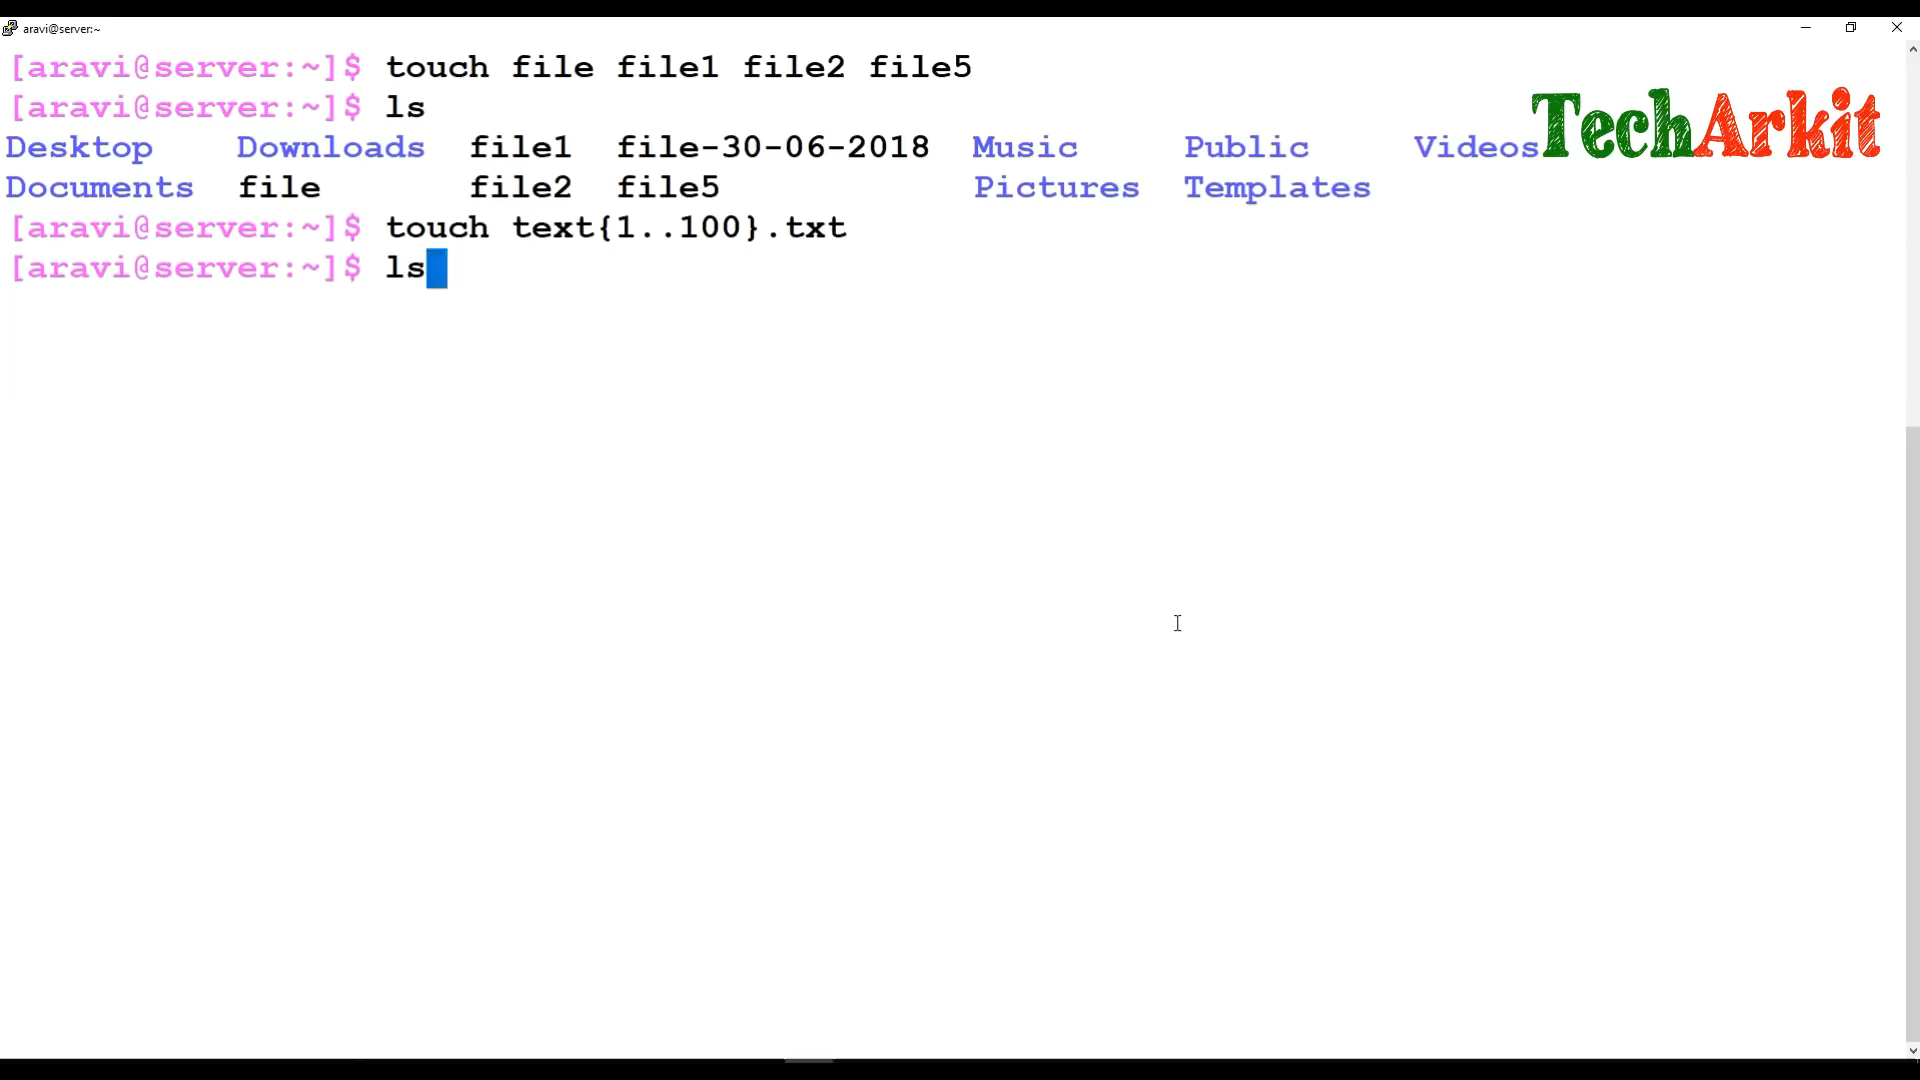 aravi@server:~
[aravi@server:~]$ touch file file1 file2 file5
[aravi@server:~]$ ls
Desktop Downloads file1 file-30-06-2018 Music Public Videos
Documents file file2 file5 Pictures Templates
[aravi@server:~]$ touch text{1..100}.txt
[aravi@server:~]$ ls
TechArkit